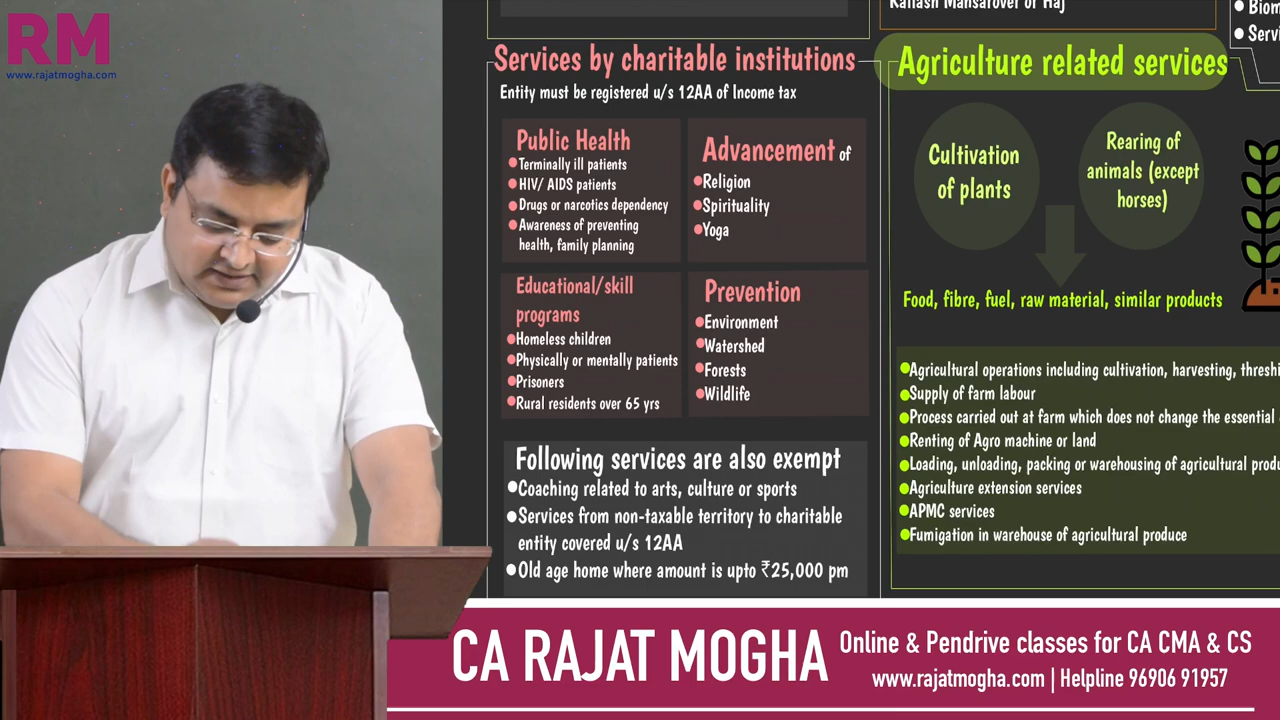 RM
www.rajatmogha.com
Kailash Mansarover or Haj
Services by charitable institutions
Entity must be registered u/s 12AA of Income tax
Public Health
Terminally ill patients
HIV/ AIDS patients
Drugs or narcotics dependency
Awareness of preventing
health, family planning
Advancement of
Religion
Spirituality
Yoga
Educational/skill
programs
Homeless children
Physically or mentally patients
Prisoners
Rural residents over 65 yrs
Prevention
Environment
Watershed
Forests
Wildlife
Following services are also exempt
Coaching related to arts, culture or sports
Services from non-taxable territory to charitable
entity covered u/s 12AA
Old age home where amount is upto ₹25,000 pm
Agriculture related services
Cultivation
of plants
Rearing of
animals (except
horses)
Food, fibre, fuel, raw material, similar products
Agricultural operations including cultivation, harvesting, threshi
Supply of farm labour
Process carried out at farm which does not change the essential
Renting of Agro machine or land
Loading, unloading, packing or warehousing of agricultural produ
Agriculture extension services
APMC services
Fumigation in warehouse of agricultural produce
Biom
Servi
CA RAJAT MOGHA
Online & Pendrive classes for CA CMA & CS
www.rajatmogha.com | Helpline 96906 91957